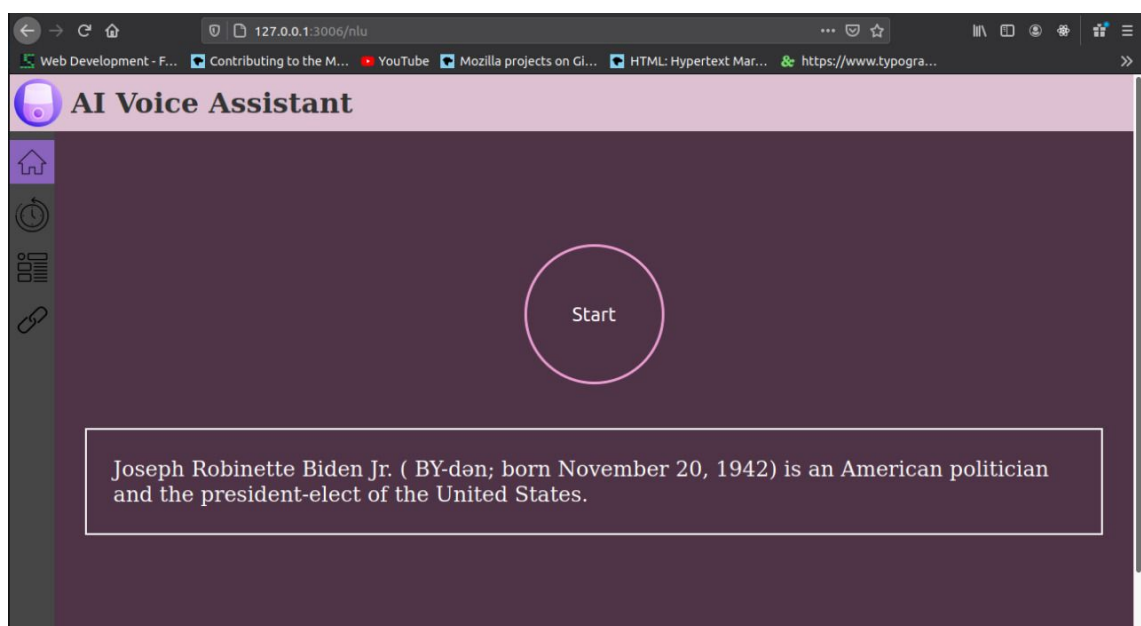 127.0.0.1:3006/nlu
Web Development - F... Contributing to the M... YouTube Mozilla projects on Gi... HTML: Hypertext Mar... https://www.typogra...
AI Voice Assistant
Start
Joseph Robinette Biden Jr. ( BY-dən; born November 20, 1942) is an American politician
and the president-elect of the United States.